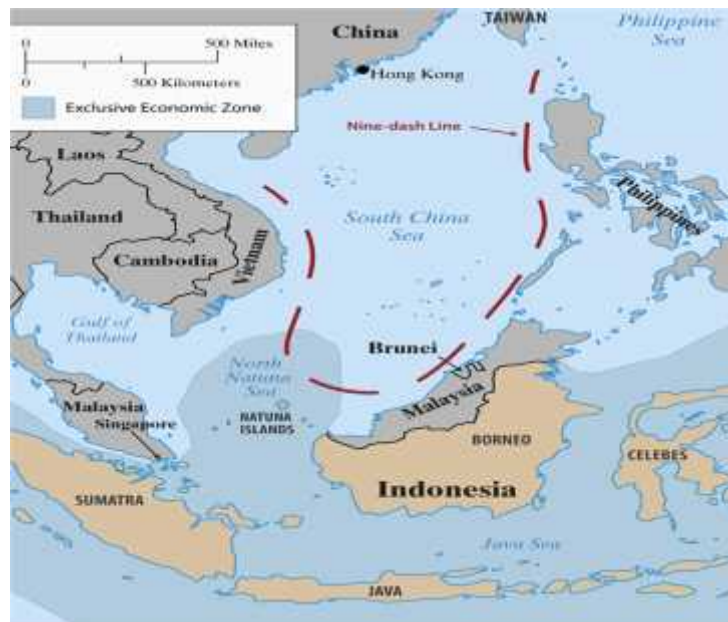 0 500 Miles
0 500 Kilometers
Exclusive Economic Zone
TAIWAN
Philippine
Sea
China
Hong Kong
Nine-dash Line
Laos
Thailand
Vietnam
Cambodia
South China
Sea
Philippines
Gulf of
Thailand
Brunei
North
Natuna
Sea
NATUNA
ISLANDS
Malaysia
Singapore
Malaysia
BORNEO
CELEBES
SUMATRA
Indonesia
Java Sea
JAVA